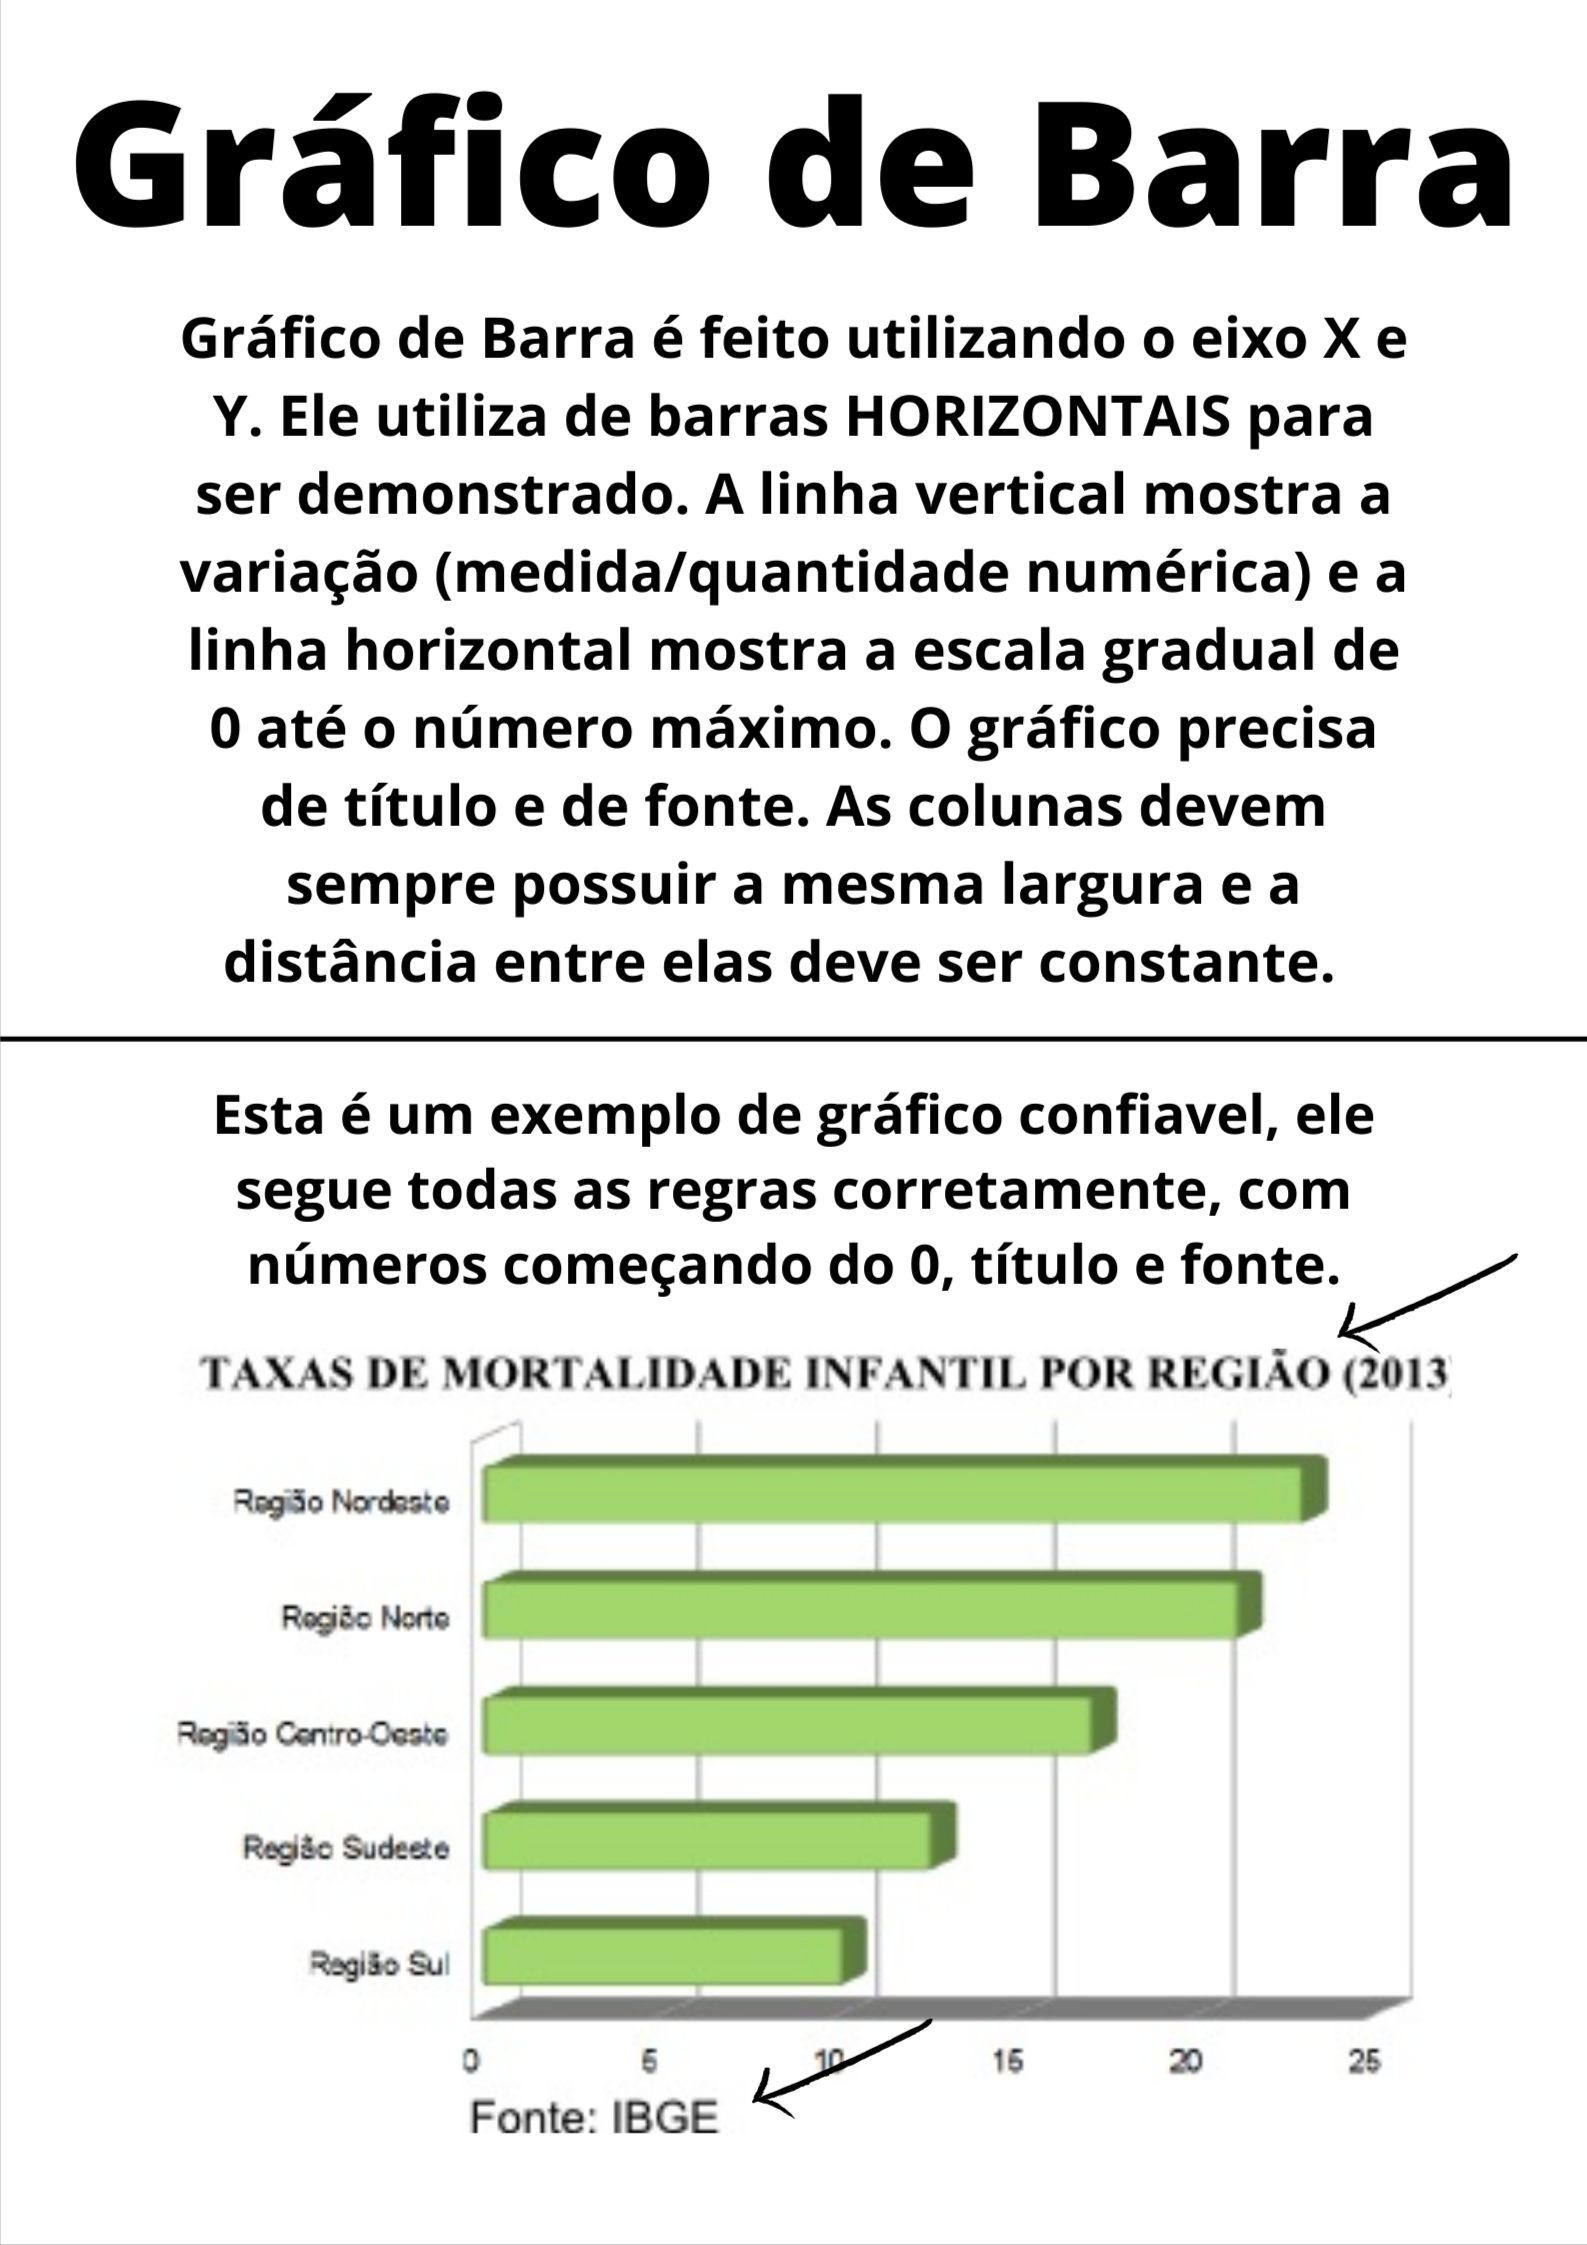 Gráfico de Barra
Gráfico de Barra é feito utilizando o eixo X e
Y. Ele utiliza de barras HORIZONTAIS para
ser demonstrado. A linha vertical mostra a
variação (medida/quantidade numérica) e a
linha horizontal mostra a escala gradual de
0 até o número máximo. O gráfico precisa
de título e de fonte. As colunas devem
sempre possuir a mesma largura e a
distância entre elas deve ser constante.
Esta é um exemplo de gráfico confiavel, ele
segue todas as regras corretamente, com
números começando do 0, título e fonte.
TAXAS DE MORTALIDADE INFANTIL POR REGIÃO (2013)
Região Nordeste
Região Norte
Região Centro-Oeste
Região Sudeste
Região Sul
0 5 10 15 20 25
Fonte: IBGE